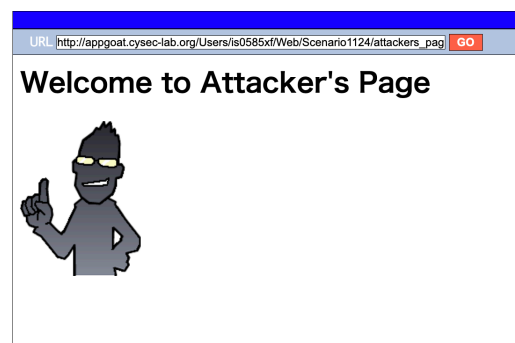 URL http://appgoat.cysec-lab.org/Users/is0585xf/Web/Scenario1124/attackers_pag GO
Welcome to Attacker's Page